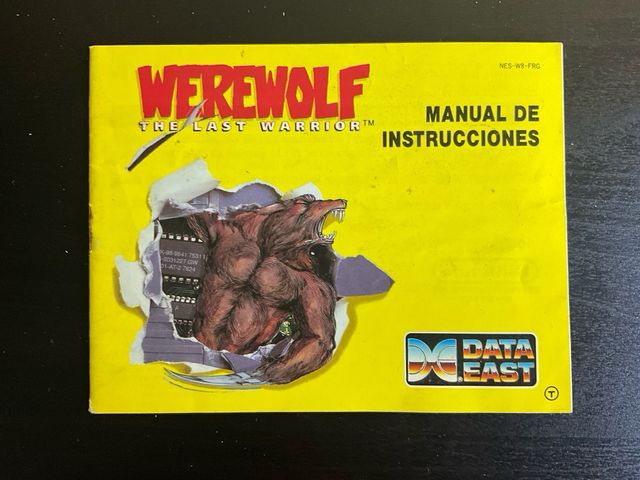 NES-W8-FRG
WEREWOLF
THE LAST WARRIOR™
MANUAL DE
INSTRUCCIONES
DATA
EAST®
T